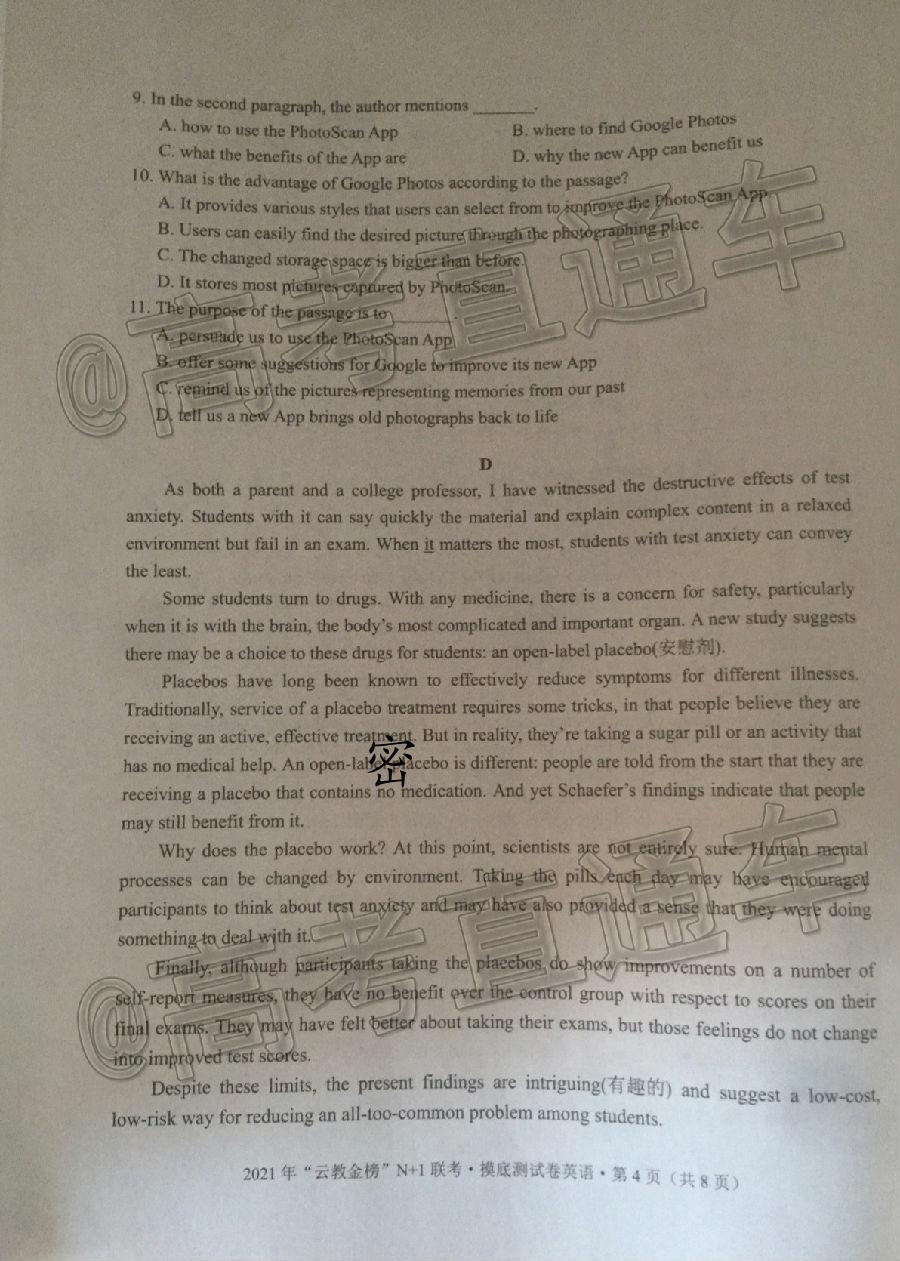 9. In the second paragraph, the author mentions ________.
A. how to use the PhotoScan App B. where to find Google Photos
C. what the benefits of the App are D. why the new App can benefit us
10. What is the advantage of Google Photos according to the passage?
A. It provides various styles that users can select from to improve the PhotoScan App.
B. Users can easily find the desired picture through the photographing place.
C. The changed storage space is bigger than before.
D. It stores most pictures captured by PhotoScan.
11. The purpose of the passage is to ________.
A. persuade us to use the PhotoScan App
B. offer some suggestions for Google to improve its new App
C. remind us of the pictures representing memories from our past
D. tell us a new App brings old photographs back to life
@高考直通车
D
As both a parent and a college professor, I have witnessed the destructive effects of test
anxiety. Students with it can say quickly the material and explain complex content in a relaxed
environment but fail in an exam. When it matters the most, students with test anxiety can convey
the least.
Some students turn to drugs. With any medicine, there is a concern for safety, particularly
when it is with the brain, the body's most complicated and important organ. A new study suggests
there may be a choice to these drugs for students: an open-label placebo(安慰剂).
Placebos have long been known to effectively reduce symptoms for different illnesses.
Traditionally, service of a placebo treatment requires some tricks, in that people believe they are
receiving an active, effective treatment. But in reality, they're taking a sugar pill or an activity that
has no medical help. An open-label placebo is different: people are told from the start that they are
密
receiving a placebo that contains no medication. And yet Schaefer's findings indicate that people
may still benefit from it.
Why does the placebo work? At this point, scientists are not entirely sure. Human mental
processes can be changed by environment. Taking the pills each day may have encouraged
participants to think about test anxiety and may have also provided a sense that they were doing
something to deal with it.
Finally, although participants taking the placebos do show improvements on a number of
self-report measures, they have no benefit over the control group with respect to scores on their
final exams. They may have felt better about taking their exams, but those feelings do not change
into improved test scores.
@高考直通车
Despite these limits, the present findings are intriguing(有趣的) and suggest a low-cost,
low-risk way for reducing an all-too-common problem among students.
2021 年 “云教金榜” N+1 联考·摸底测试卷英语·第 4 页（共 8 页）